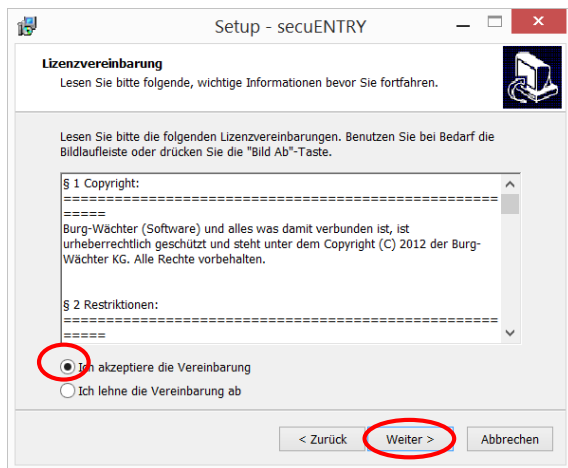 Setup - secuENTRY
Lizenzvereinbarung
Lesen Sie bitte folgende, wichtige Informationen bevor Sie fortfahren.
Lesen Sie bitte die folgenden Lizenzvereinbarungen. Benutzen Sie bei Bedarf die
Bildlaufleiste oder drücken Sie die "Bild Ab"-Taste.
§ 1 Copyright:
======================================================
=====
Burg-Wächter (Software) und alles was damit verbunden ist, ist
urheberrechtlich geschützt und steht unter dem Copyright (C) 2012 der Burg-
Wächter KG. Alle Rechte vorbehalten.
§ 2 Restriktionen:
======================================================
=====
Ich akzeptiere die Vereinbarung
Ich lehne die Vereinbarung ab
< Zurück Weiter > Abbrechen